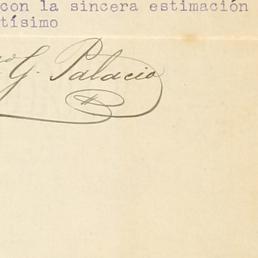 con la sincera estimación
tísimo
G. Palacio